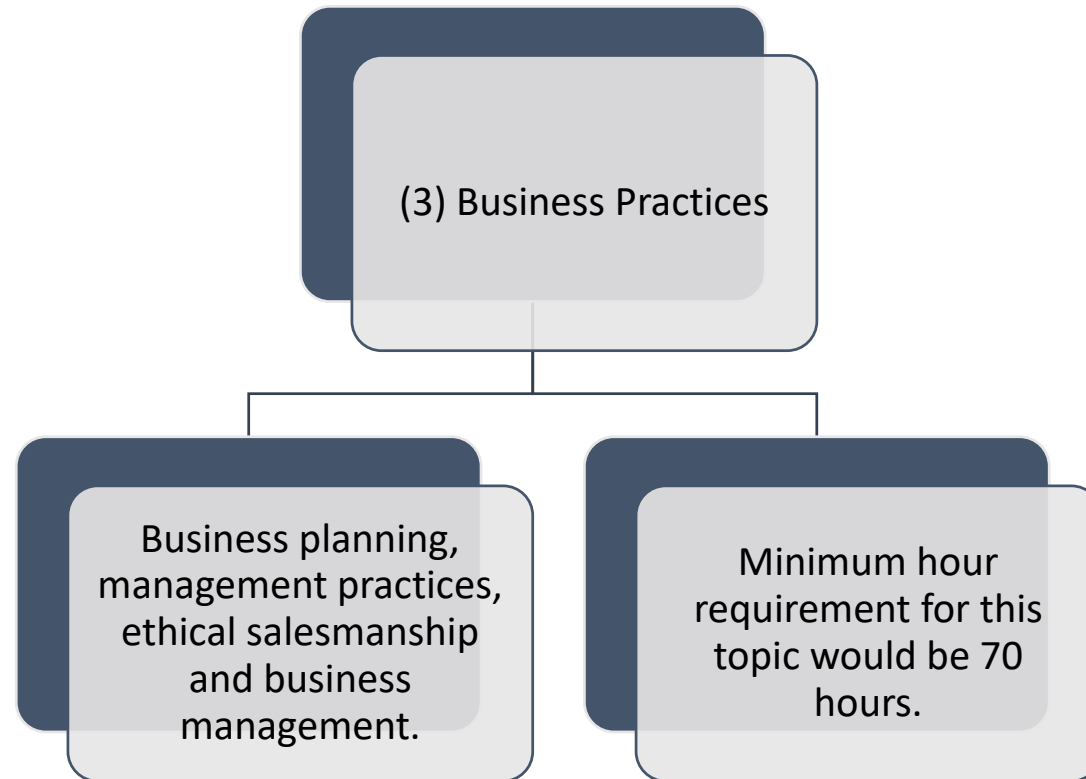 (3) Business Practices
Business planning,
management practices,
ethical salesmanship
and business
management.
Minimum hour
requirement for this
topic would be 70
hours.